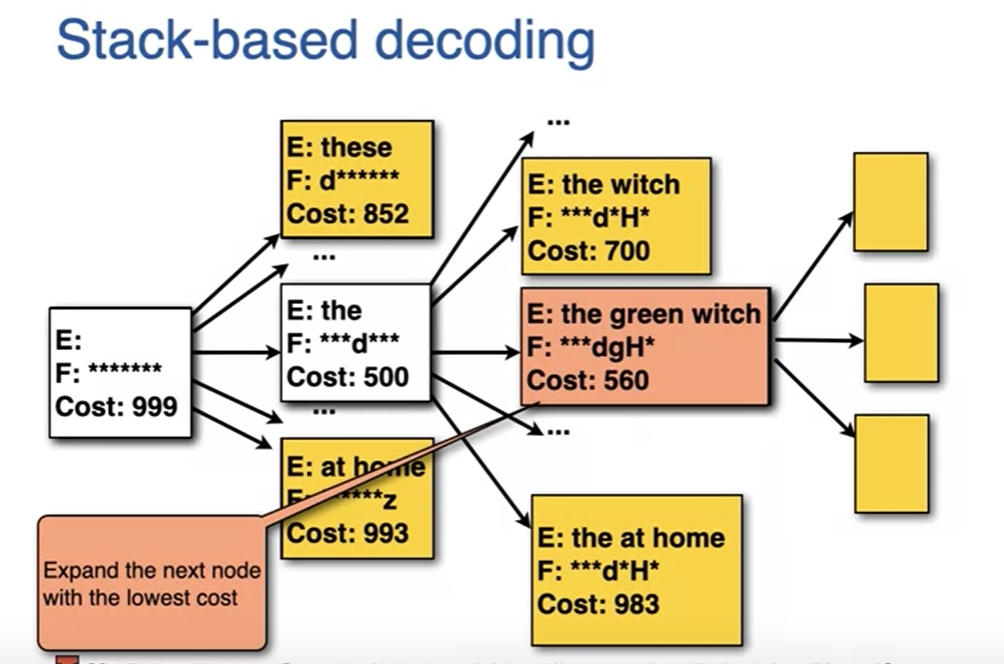 Stack-based decoding
E: these
F: d******
Cost: 852
...
E:
F: *******
Cost: 999
E: the
F: ***d***
Cost: 500
...
E: at home
*****z
Cost: 993
...
E: the witch
F: ***d*H*
Cost: 700
E: the green witch
F: ***dgH*
Cost: 560
...
E: the at home
F: ***d*H*
Cost: 983
Expand the next node
with the lowest cost